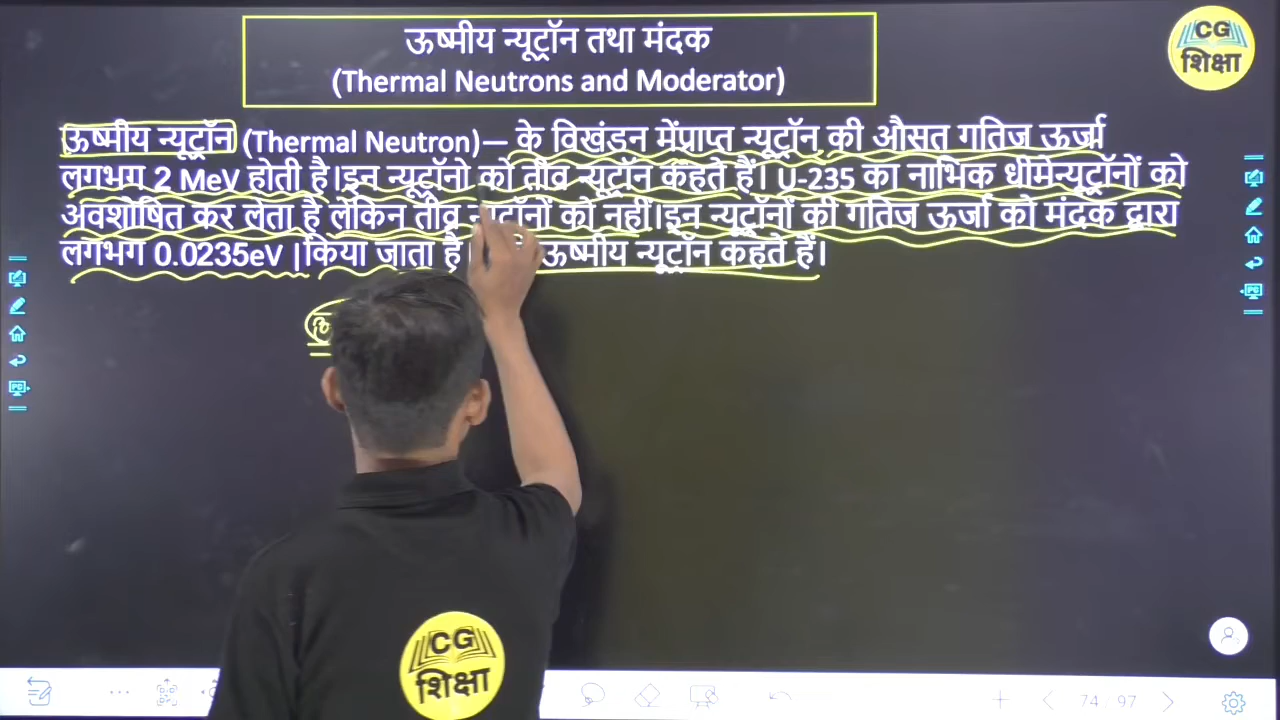 ऊष्मीय न्यूट्रॉन तथा मंदक
(Thermal Neutrons and Moderator)
CG
शिक्षा
ऊष्मीय न्यूट्रॉन (Thermal Neutron)— के विखंडन मेंप्राप्त न्यूट्रॉन की औसत गतिज ऊर्जा
लगभग 2 MeV होती है।इन न्यूट्रॉनो को तीव्र न्यूट्रॉन कहते हैं। U-235 का नाभिक धीमेन्यूट्रॉनों को
अवशोषित कर लेता है लेकिन तीव्र न्यूट्रॉनों को नहीं।इन न्यूट्रॉनों की गतिज ऊर्जा को मंदक द्वारा
लगभग 0.0235eV |किया जाता है। ऊष्मीय न्यूट्रॉन कहते हैं।
CG
शिक्षा
74 / 97